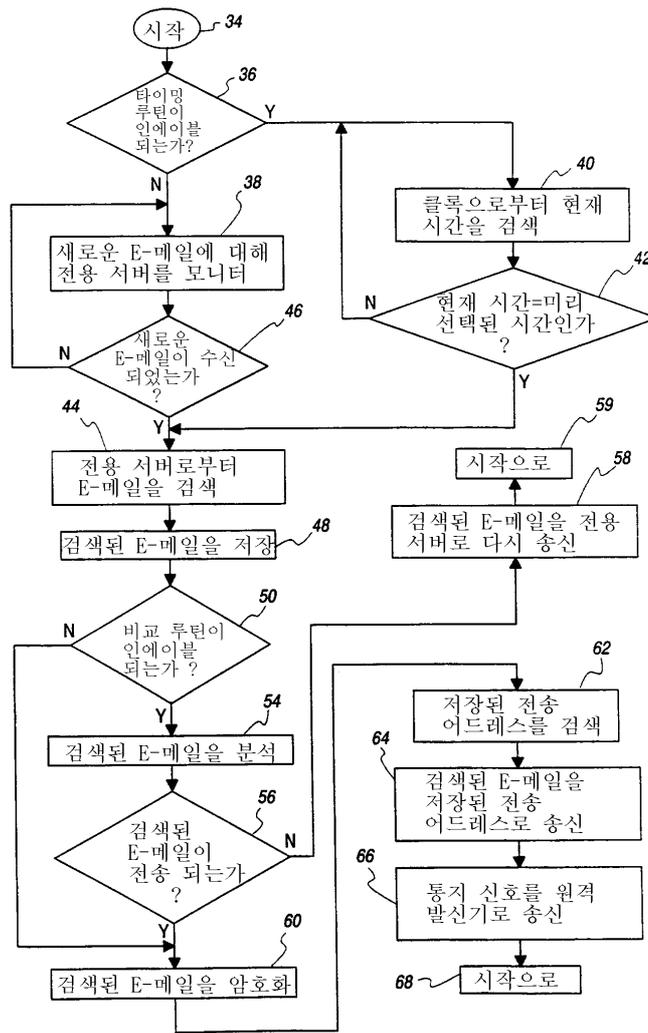 시작
34
36
타이밍
루틴이
인에이블
되는가?
Y
N
38
새로운 E-메일에 대해
전용 서버를 모니터
46
새로운
E-메일이 수신
되었는가
?
N
Y
40
클록으로부터 현재
시간을 검색
42
현재 시간=미리
선택된 시간인가
?
N
Y
44
전용 서버로부터
E-메일을 검색
검색된 E-메일을 저장
48
50
비교 루틴이
인에이블
되는가 ?
N
Y
54
검색된 E-메일을 분석
56
검색된
E-메일이
전송 되는가
?
N
Y
60
검색된 E-메일을 암호화
59
시작으로
58
검색된 E-메일을 전용
서버로 다시 송신
62
저장된 전송
어드레스를 검색
64
검색된 E-메일을
저장된 전송
어드레스로 송신
66
통지 신호를 원격
발신기로 송신
68
시작으로